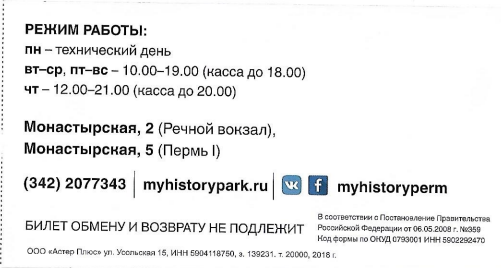 РЕЖИМ РАБОТЫ:
пн – технический день
вт–ср, пт–вс – 10.00–19.00 (касса до 18.00)
чт – 12.00–21.00 (касса до 20.00)
Монастырская, 2 (Речной вокзал),
Монастырская, 5 (Пермь I)
(342) 2077343 | myhistorypark.ru | myhistoryperm
БИЛЕТ ОБМЕНУ И ВОЗВРАТУ НЕ ПОДЛЕЖИТ
В соответствии с Постановление Правительства
Российской Федерации от 06.05.2008 г. №359
Код формы по ОКУД 0793001 ИНН 5902292470
ООО «Астер Плюс» ул. Усольская 15, ИНН 5904118750, з. 139231. т. 20000, 2018 г.